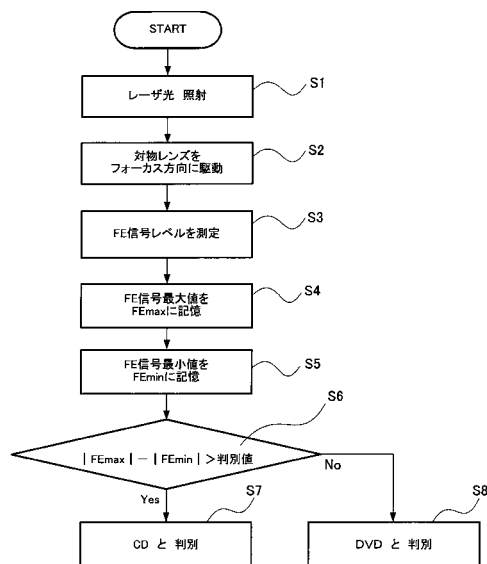 START
レーザ光 照射
S1
対物レンズを
フォーカス方向に駆動
S2
FE信号レベルを測定
S3
FE信号最大値を
FEmaxに記憶
S4
FE信号最小値を
FEminに記憶
S5
S6
| FEmax | － | FEmin | ＞判別値
No
Yes
S7
S8
CD と 判別
DVD と 判別